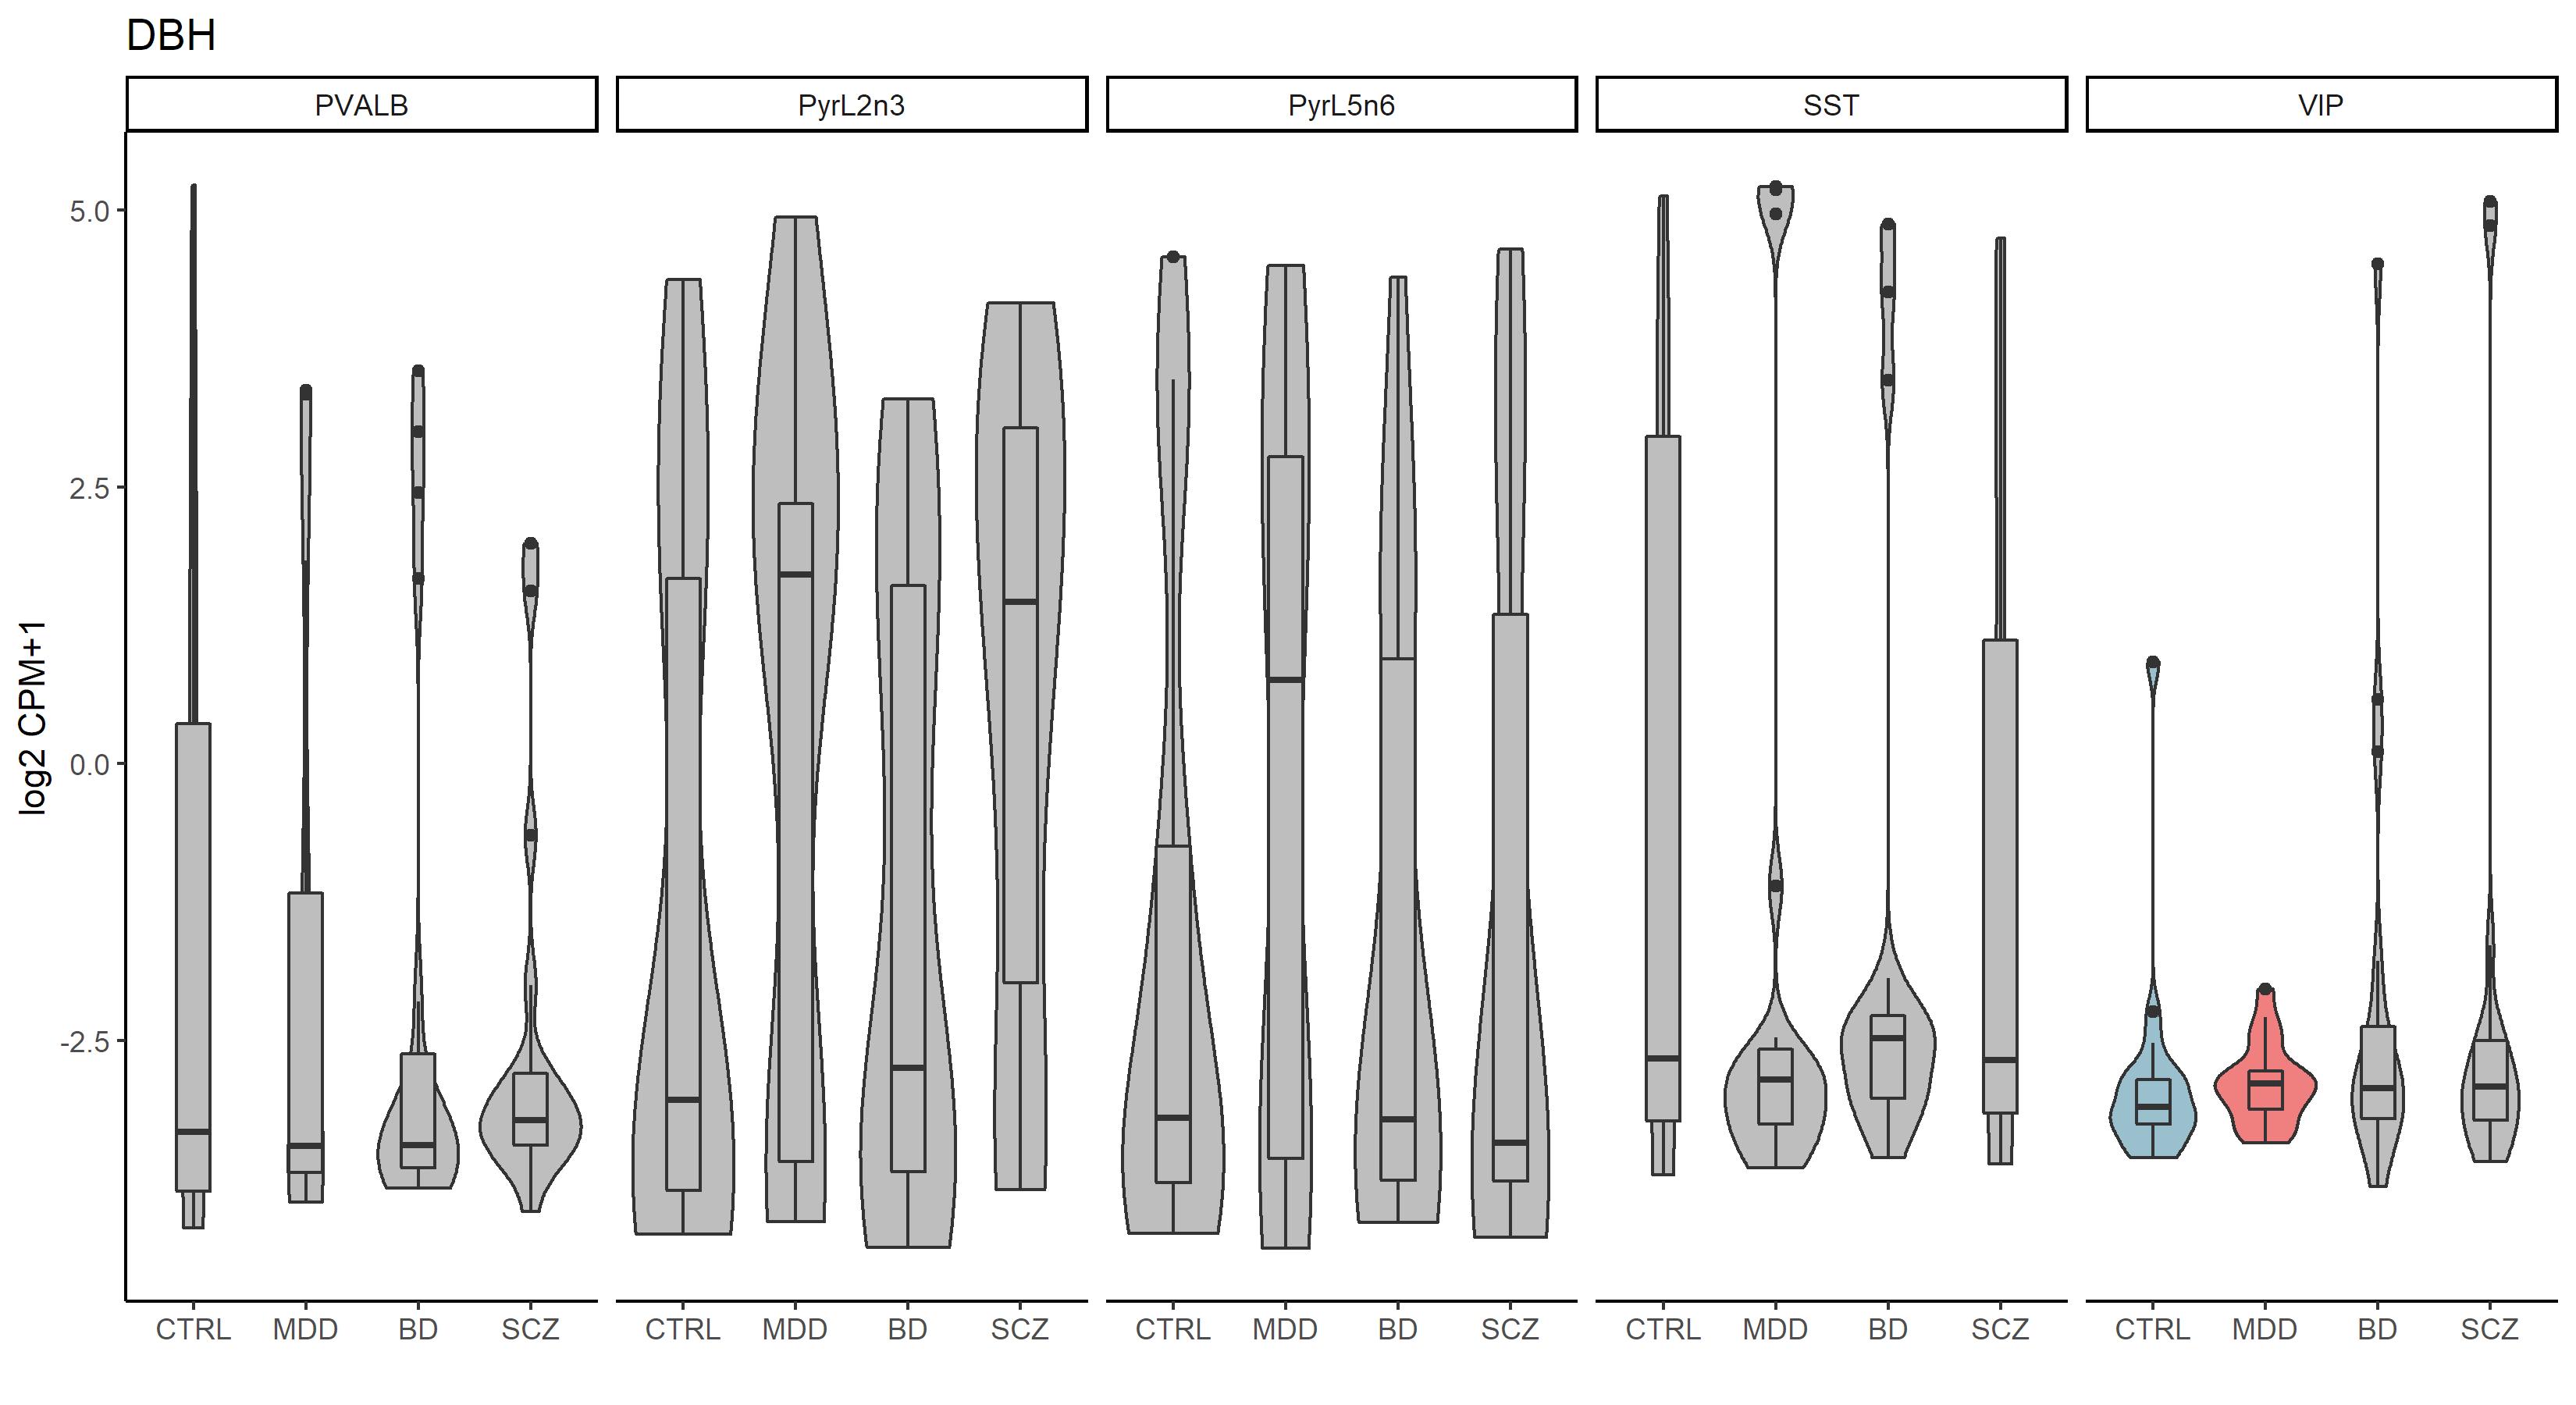 DBH
PVALB PyrL2n3 PyrL5n6 SST VIP
log2 CPM+1
5.0
2.5
0.0
-2.5
CTRL MDD BD SCZ CTRL MDD BD SCZ CTRL MDD BD SCZ CTRL MDD BD SCZ CTRL MDD BD SCZ